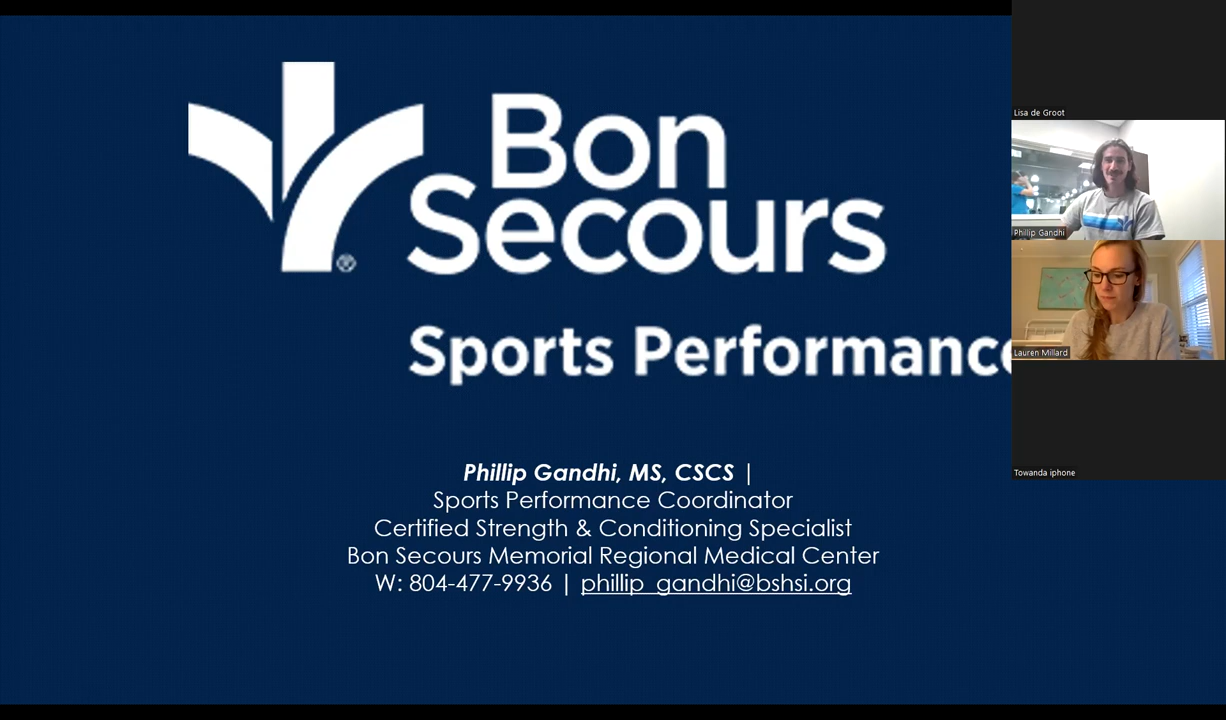 Bon
Secours
®
Sports Performance
Phillip Gandhi, MS, CSCS |
Sports Performance Coordinator
Certified Strength & Conditioning Specialist
Bon Secours Memorial Regional Medical Center
W: 804-477-9936 | phillip_gandhi@bshsi.org
Lisa de Groot
Phillip Gandhi
Lauren Millard
Towanda iphone